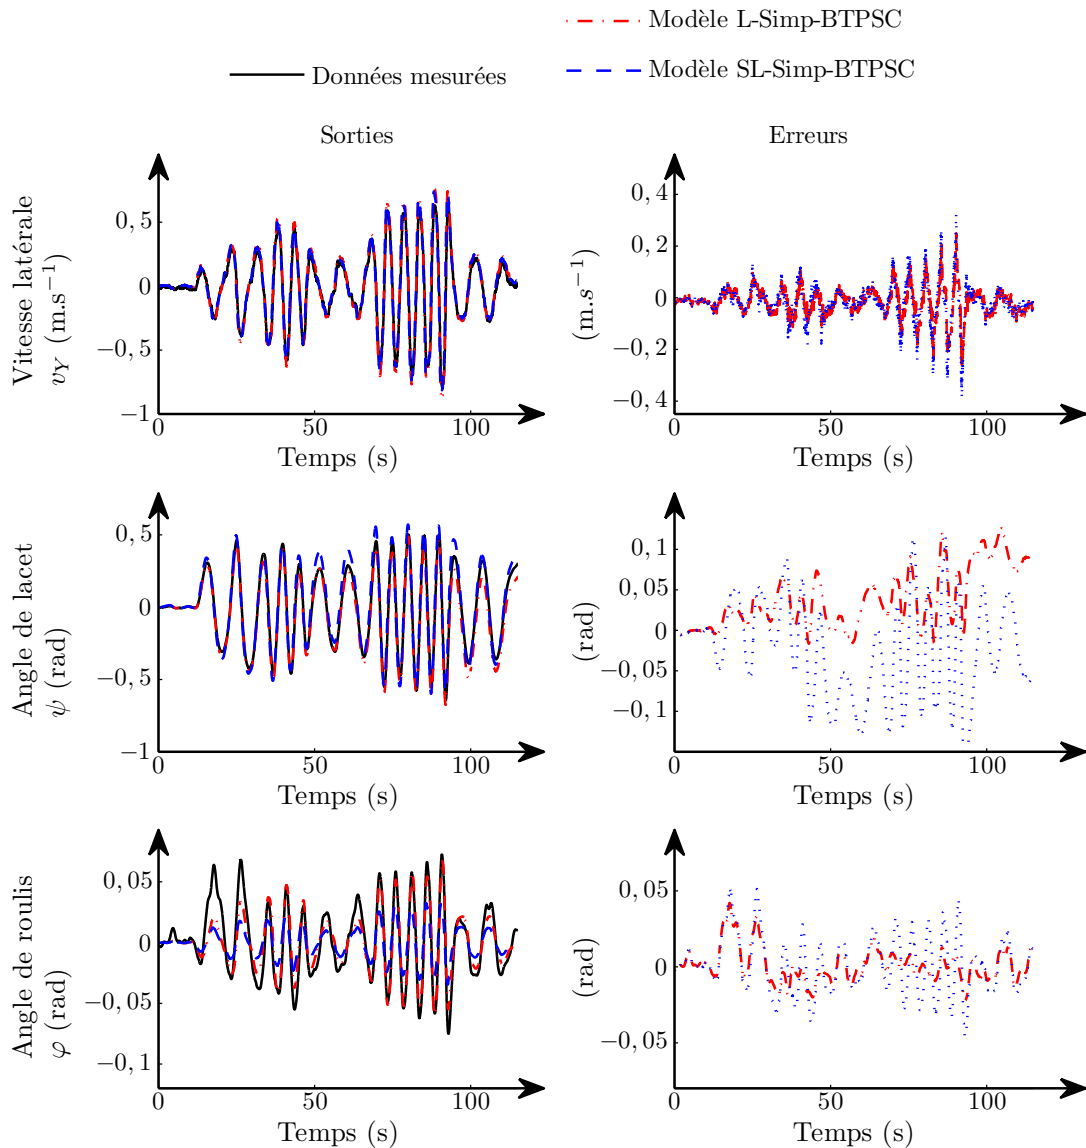 Modèle L-Simp-BTPSC
Données mesurées
Modèle SL-Simp-BTPSC
Sorties
Erreurs
Vitesse latérale
v_Y (m.s⁻¹)
0, 5
0
−0, 5
−1
0
50
100
Temps (s)
(m.s⁻¹)
0, 4
0, 2
0
−0, 2
−0, 4
0
50
100
Temps (s)
Angle de lacet
ψ (rad)
0, 5
0
−0, 5
−1
0
50
100
Temps (s)
(rad)
0, 1
0, 05
0
−0, 05
−0, 1
0
50
100
Temps (s)
Angle de roulis
φ (rad)
0, 05
0
−0, 05
−0, 1
0
50
100
Temps (s)
(rad)
0, 05
0
−0, 05
0
50
100
Temps (s)